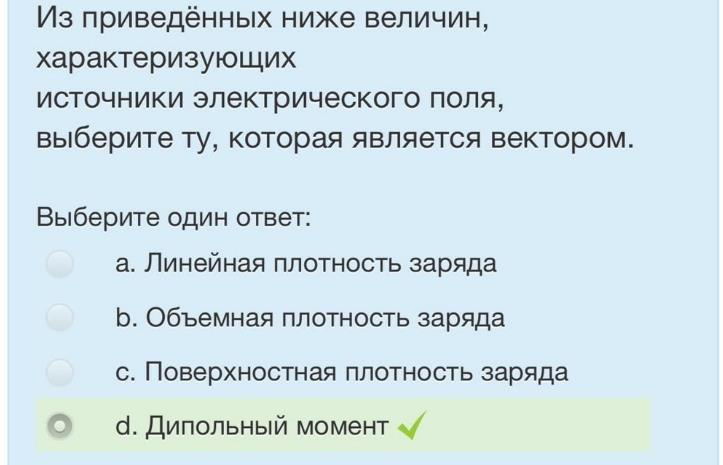 Из приведённых ниже величин,
характеризующих
источники электрического поля,
выберите ту, которая является вектором.
Выберите один ответ:
a. Линейная плотность заряда
b. Объемная плотность заряда
c. Поверхностная плотность заряда
d. Дипольный момент